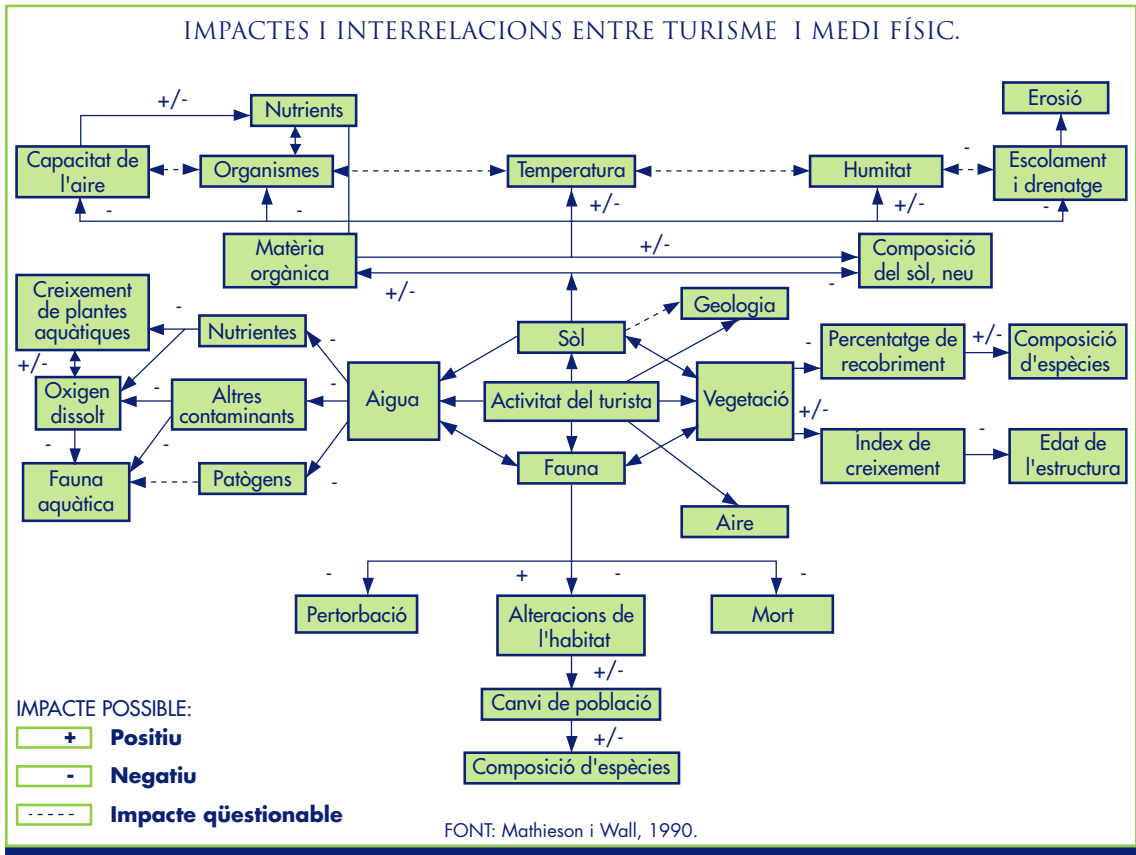 IMPACTES I INTERRELACIONS ENTRE TURISME I MEDI FÍSIC.
+/-
Nutrients
Erosió
Capacitat de
l'aire
Organismes
Temperatura
Humitat
-
Escolament
i drenatge
-
-
+/-
+/-
-
Matèria
orgànica
+/-
Composició
del sòl, neu
+/-
-
Creixement
de plantes
aquàtiques
-
Nutrientes
-
Sòl
Geologia
-
Percentatge de
recobriment
+/-
Composició
d'espècies
+/-
Oxigen
dissolt
-
-
Altres
contaminants
-
Aigua
Activitat del turista
Vegetació
+/-
Índex de
creixement
-
Edat de
l'estructura
-
-
Fauna
aquàtica
Patògens
-
Fauna
Aire
-
+
-
-
Pertorbació
Alteracions de
l'habitat
Mort
+/-
Canvi de població
+/-
Composició d'espècies
IMPACTE POSSIBLE:
+ Positiu
- Negatiu
----- Impacte qüestionable
FONT: Mathieson i Wall, 1990.